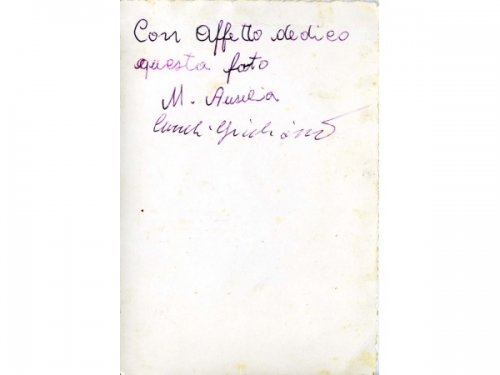 Con Affetto dedico
questa foto
M. Aurelia